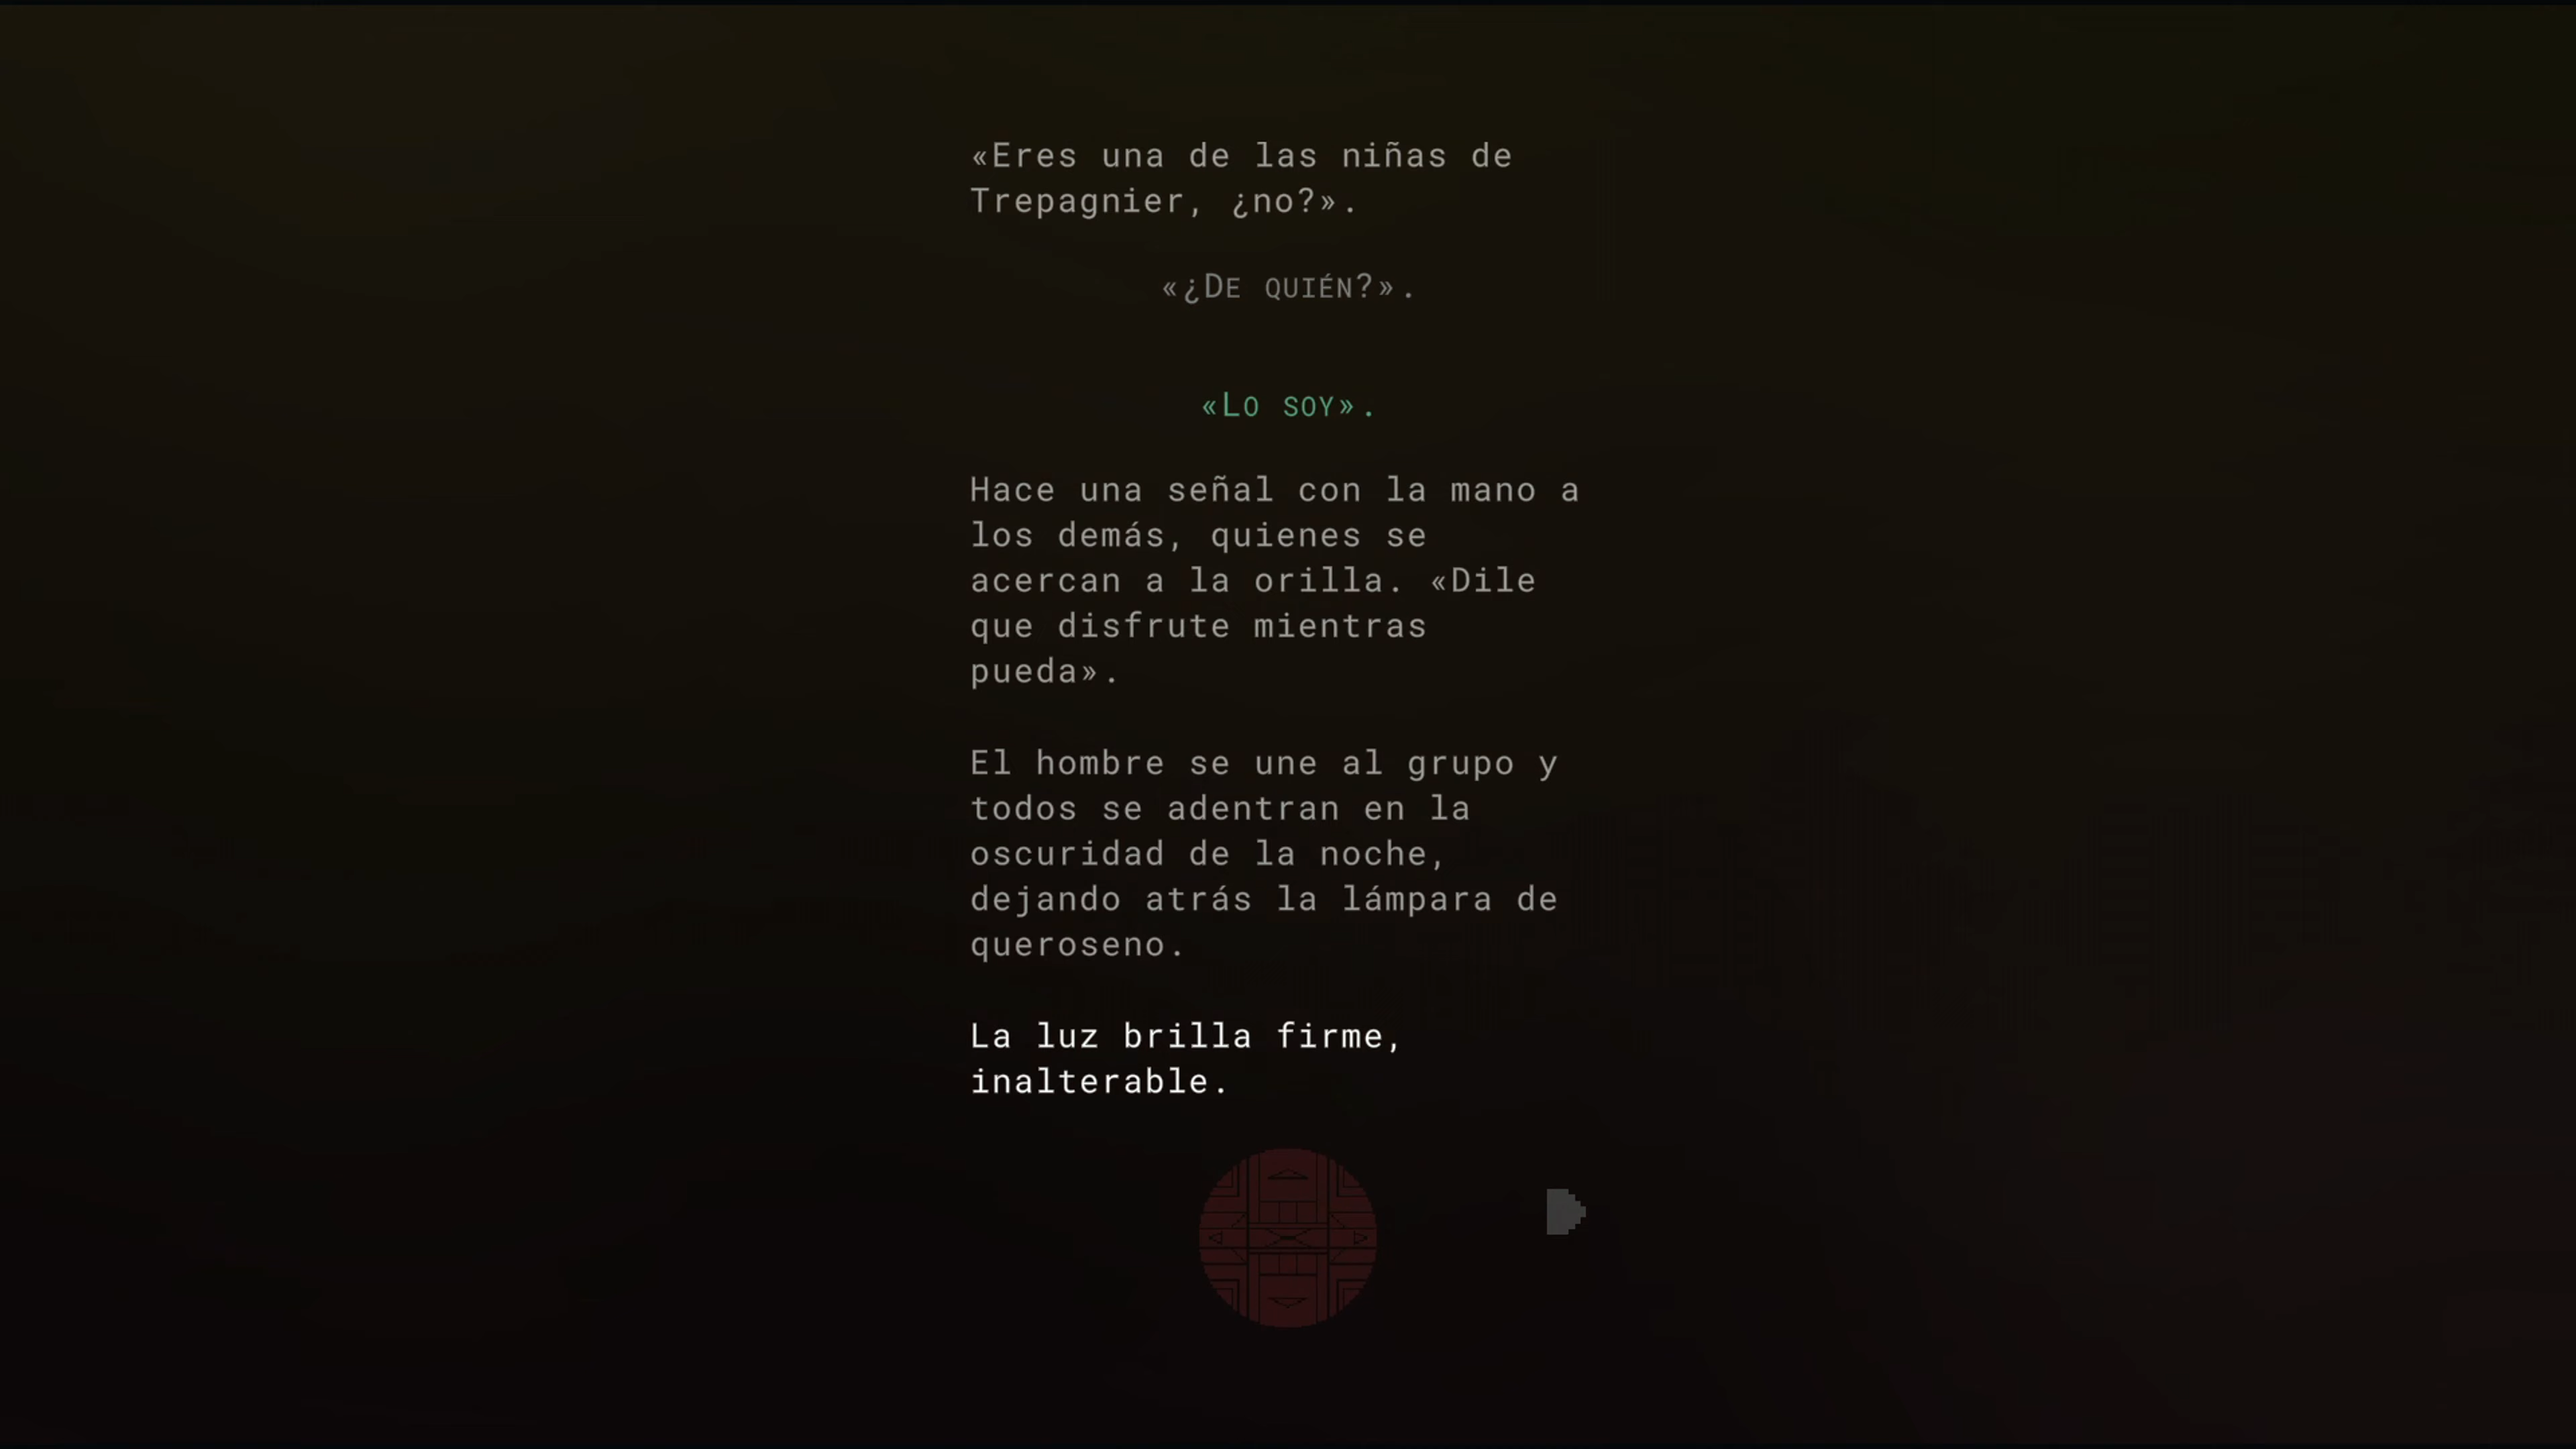 «Eres una de las niñas de
Trepagnier, ¿no?».
«¿DE QUIÉN?».
«LO SOY».
Hace una señal con la mano a
los demás, quienes se
acercan a la orilla. «Dile
que disfrute mientras
pueda».
El hombre se une al grupo y
todos se adentran en la
oscuridad de la noche,
dejando atrás la lámpara de
queroseno.
La luz brilla firme,
inalterable.